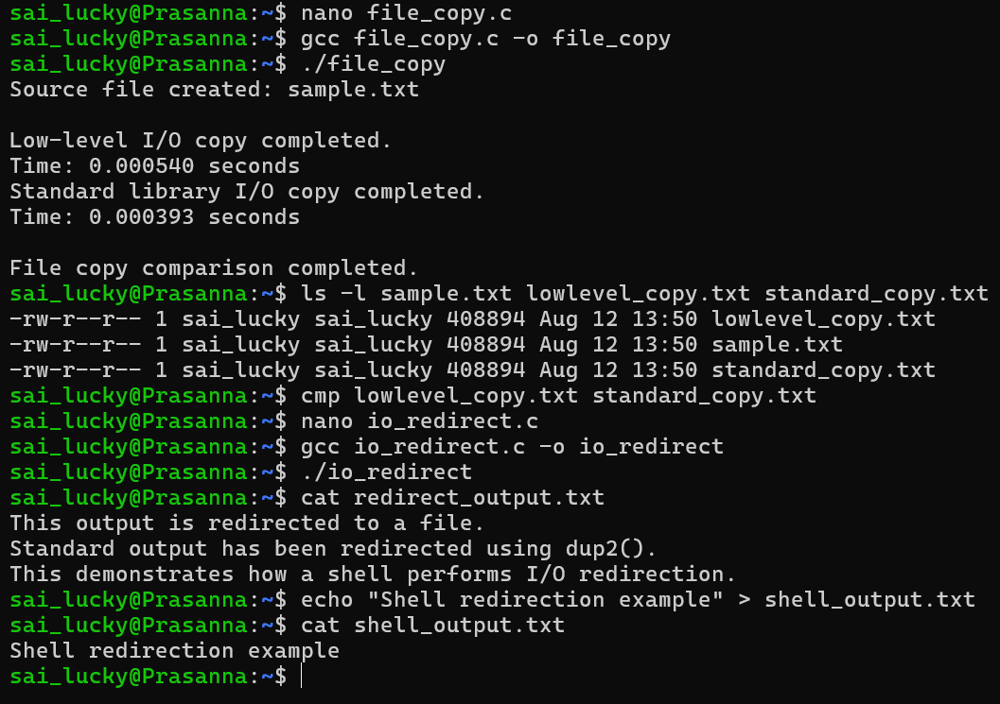 sai_lucky@Prasanna:~$ nano file_copy.c
sai_lucky@Prasanna:~$ gcc file_copy.c -o file_copy
sai_lucky@Prasanna:~$ ./file_copy
Source file created: sample.txt
Low-level I/O copy completed.
Time: 0.000540 seconds
Standard library I/O copy completed.
Time: 0.000393 seconds
File copy comparison completed.
sai_lucky@Prasanna:~$ ls -l sample.txt lowlevel_copy.txt standard_copy.txt
-rw-r--r-- 1 sai_lucky sai_lucky 408894 Aug 12 13:50 lowlevel_copy.txt
-rw-r--r-- 1 sai_lucky sai_lucky 408894 Aug 12 13:50 sample.txt
-rw-r--r-- 1 sai_lucky sai_lucky 408894 Aug 12 13:50 standard_copy.txt
sai_lucky@Prasanna:~$ cmp lowlevel_copy.txt standard_copy.txt
sai_lucky@Prasanna:~$ nano io_redirect.c
sai_lucky@Prasanna:~$ gcc io_redirect.c -o io_redirect
sai_lucky@Prasanna:~$ ./io_redirect
sai_lucky@Prasanna:~$ cat redirect_output.txt
This output is redirected to a file.
Standard output has been redirected using dup2().
This demonstrates how a shell performs I/O redirection.
sai_lucky@Prasanna:~$ echo "Shell redirection example" > shell_output.txt
sai_lucky@Prasanna:~$ cat shell_output.txt
Shell redirection example
sai_lucky@Prasanna:~$